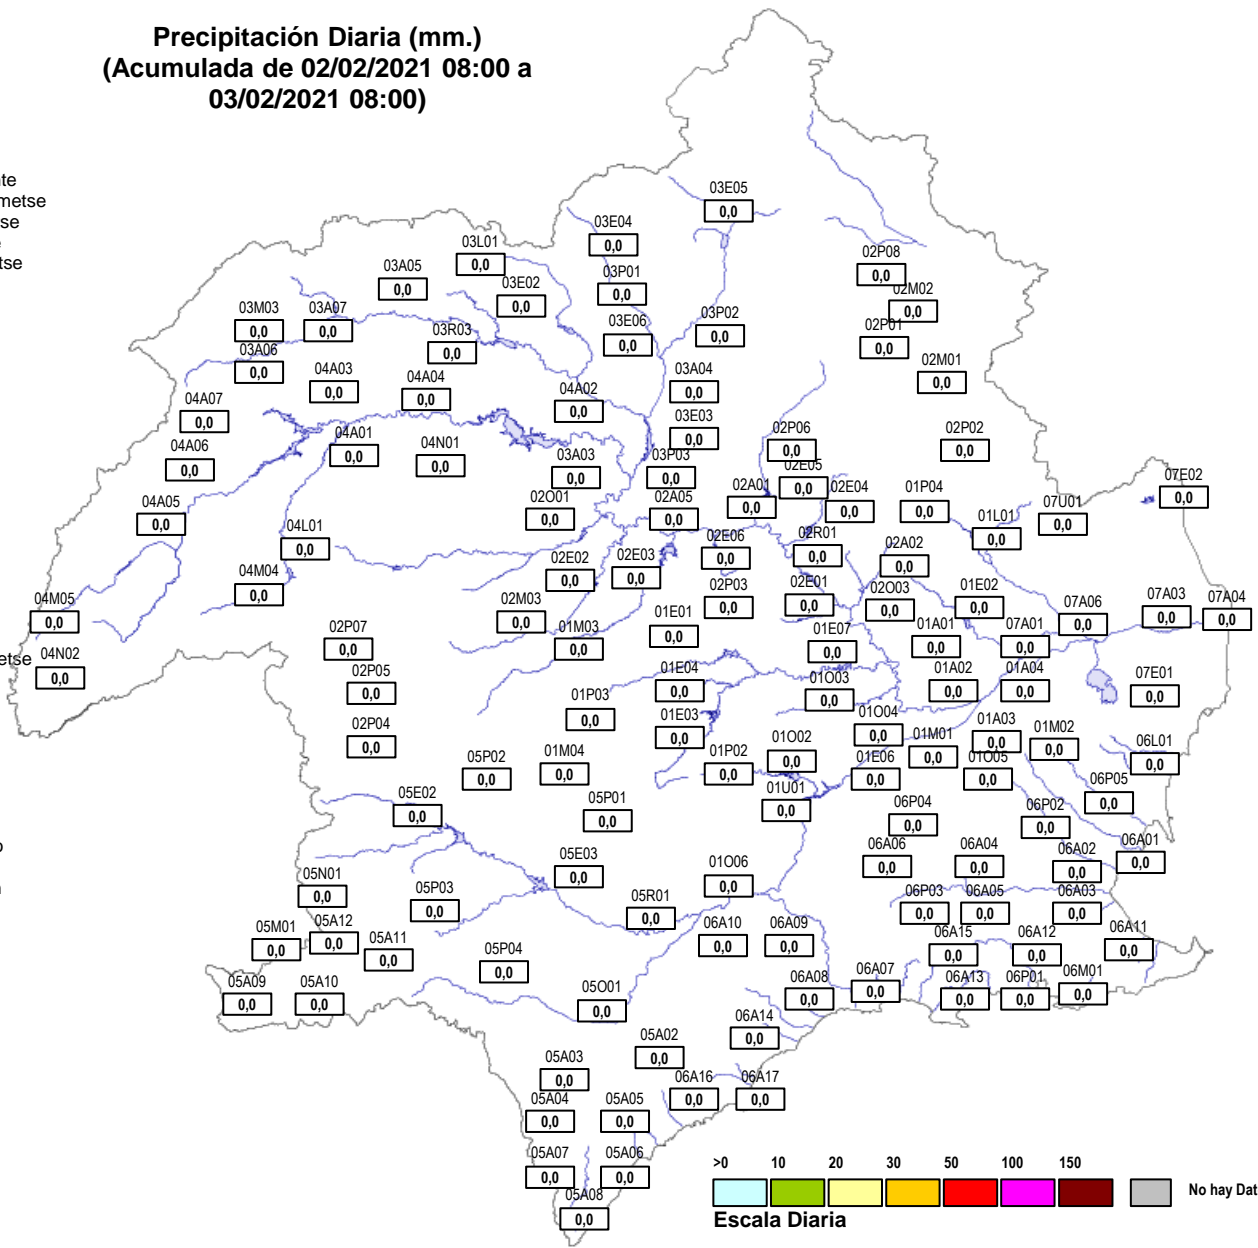 Precipitación Diaria (mm.)
(Acumulada de 02/02/2021 08:00 a
03/02/2021 08:00)
te
metse
se
tse
03E05
0,0
03E04
0,0
03L01
0,0
02P08
0,0
03A05
0,0
03P01
0,0
03E02
0,0
02M02
0,0
03M03
0,0
03A07
0,0
03P02
0,0
03R03
0,0
03E06
0,0
02P01
0,0
03A06
0,0
02M01
0,0
04A03
0,0
04A04
0,0
03A04
0,0
04A02
0,0
04A07
0,0
03E03
0,0
02P06
0,0
02P02
0,0
04A01
0,0
04N01
0,0
04A06
0,0
03A03
0,0
03P03
0,0
02E05
0,0
07E02
0,0
02A01
0,0
02E04
0,0
01P04
0,0
04A05
0,0
02O01
0,0
02A05
0,0
07U01
0,0
01L01
0,0
04L01
0,0
02E06
0,0
02R01
0,0
02A02
0,0
02E02
0,0
02E03
0,0
04M04
0,0
02P03
0,0
02E01
0,0
02O03
0,0
01E02
0,0
04M05
0,0
02M03
0,0
07A06
0,0
07A03
0,0
07A04
0,0
01E01
0,0
02P07
0,0
01M03
0,0
01E07
0,0
01A01
0,0
07A01
0,0
etse
04N02
0,0
02P05
0,0
01E04
0,0
01O03
0,0
01A02
0,0
01A04
0,0
07E01
0,0
01P03
0,0
02P04
0,0
01E03
0,0
01O04
0,0
01A03
0,0
01M02
0,0
05P02
0,0
01M04
0,0
01P02
0,0
01O02
0,0
01M01
0,0
01E06
0,0
01O05
0,0
06L01
0,0
05E02
0,0
05P01
0,0
01U01
0,0
06P05
0,0
06P04
0,0
06P02
0,0
o
05E03
0,0
01O06
0,0
06A06
0,0
06A04
0,0
06A02
0,0
06A01
0,0
05N01
0,0
05P03
0,0
05R01
0,0
06P03
0,0
06A05
0,0
06A03
0,0
05M01
0,0
05A12
0,0
05A11
0,0
05P04
0,0
06A10
0,0
06A09
0,0
06A15
0,0
06A12
0,0
06A11
0,0
05A09
0,0
05A10
0,0
05O01
0,0
06A08
0,0
06A07
0,0
06A13
0,0
06P01
0,0
06M01
0,0
06A14
0,0
05A02
0,0
05A03
0,0
06A16
0,0
06A17
0,0
05A04
0,0
05A05
0,0
05A07
0,0
05A06
0,0
05A08
0,0
>0 10 20 30 50 100 150
No hay Dat
Escala Diaria